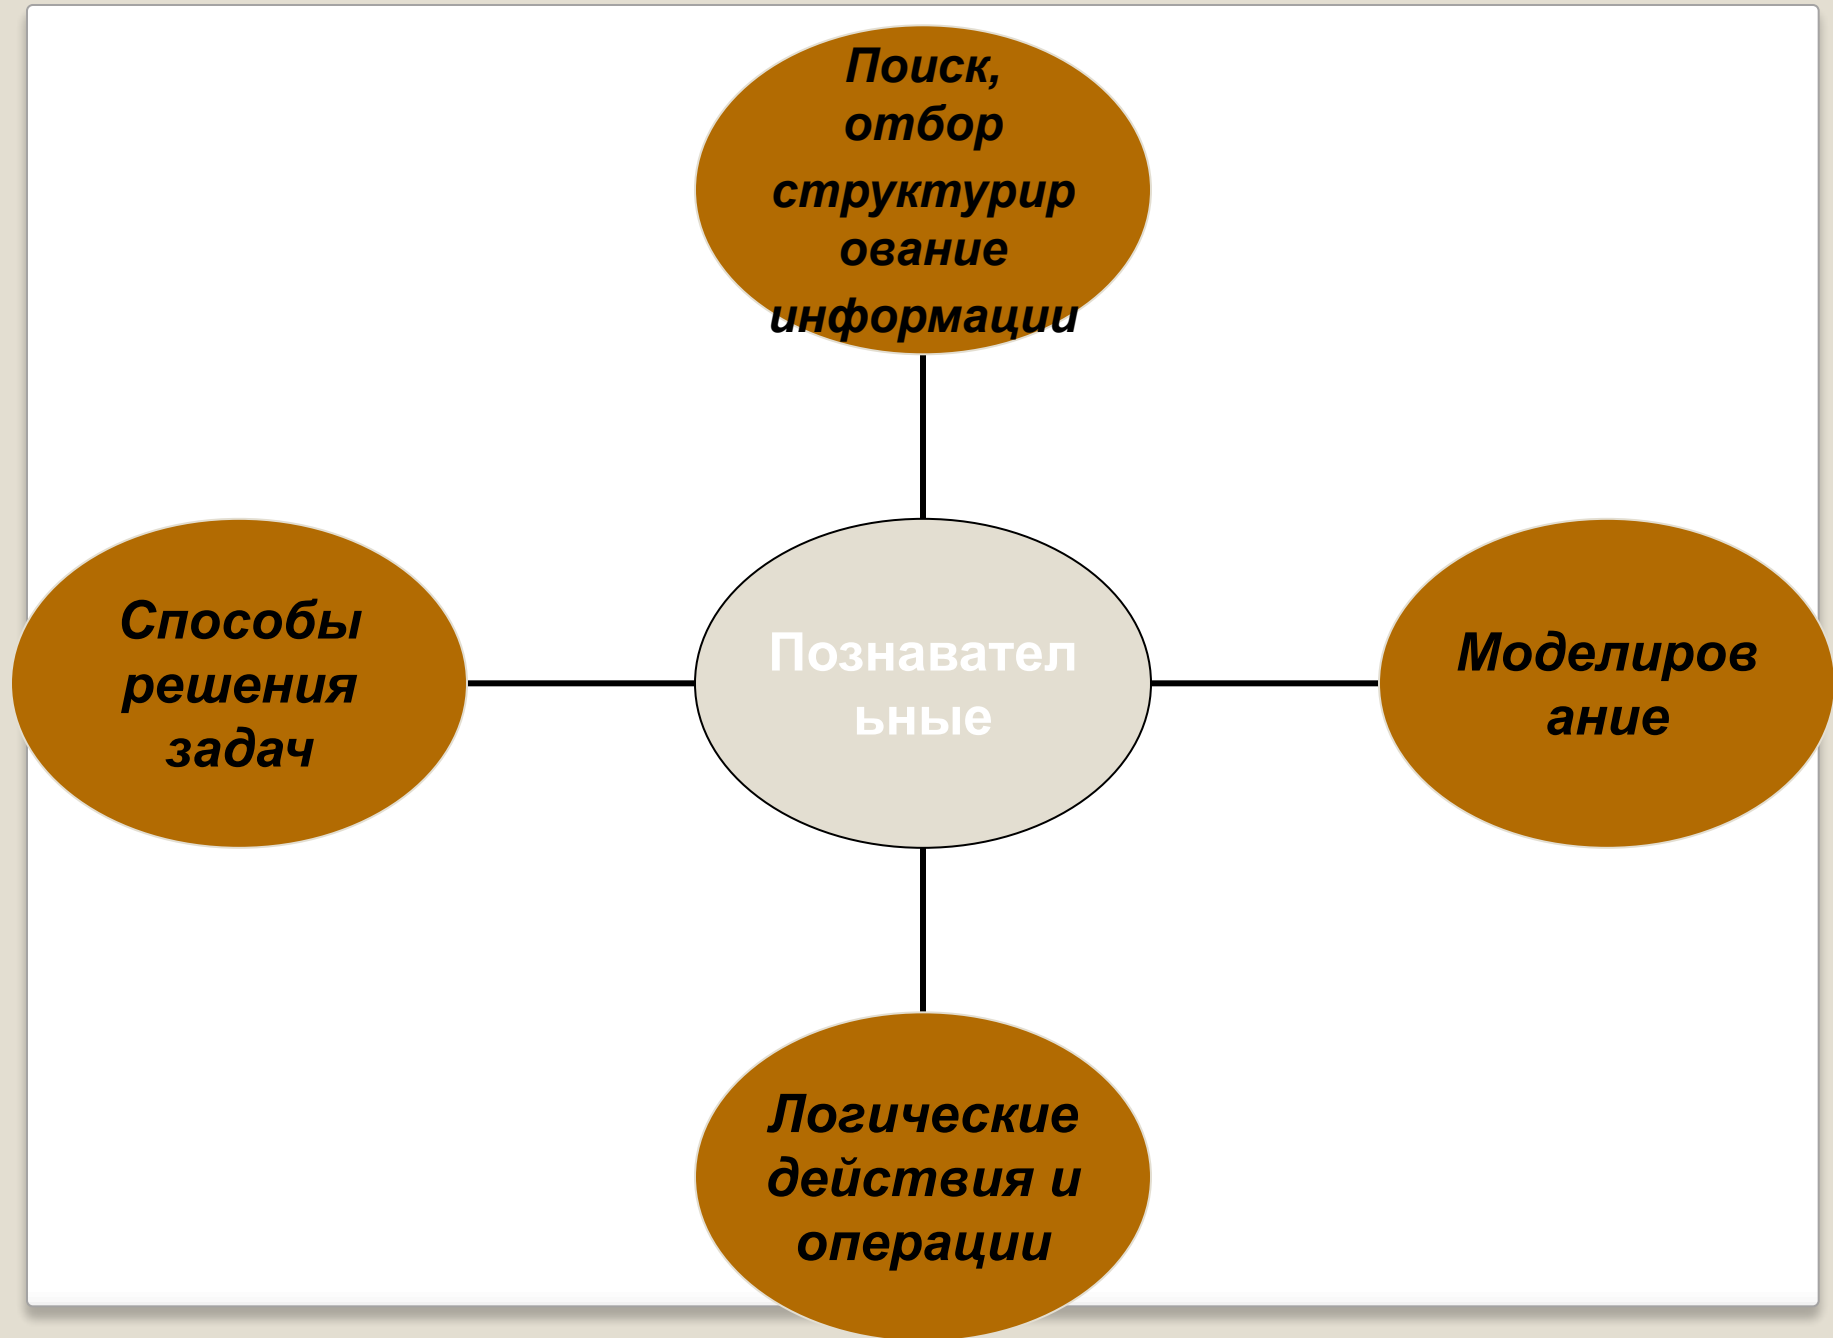 Поиск,
отбор
структурир
ование
информации
Способы
решения
задач
Познавател
ьные
Моделиров
ание
Логические
действия и
операции